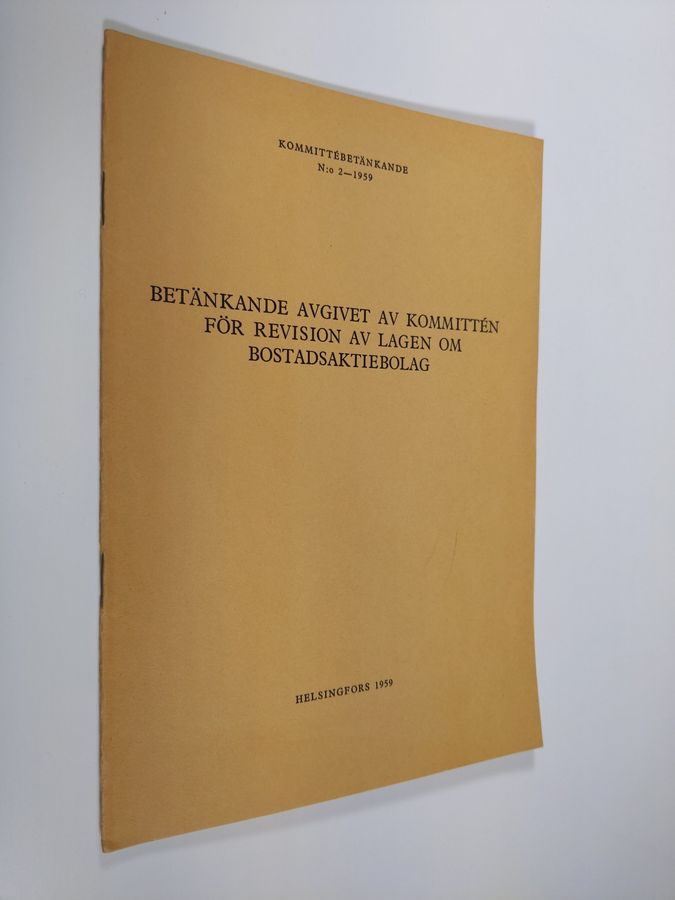 KOMMITTÉBETÄNKANDE
N:o 2—1959
BETÄNKANDE AVGIVET AV KOMMITTÉN
FÖR REVISION AV LAGEN OM
BOSTADSAKTIEBOLAG
HELSINGFORS 1959